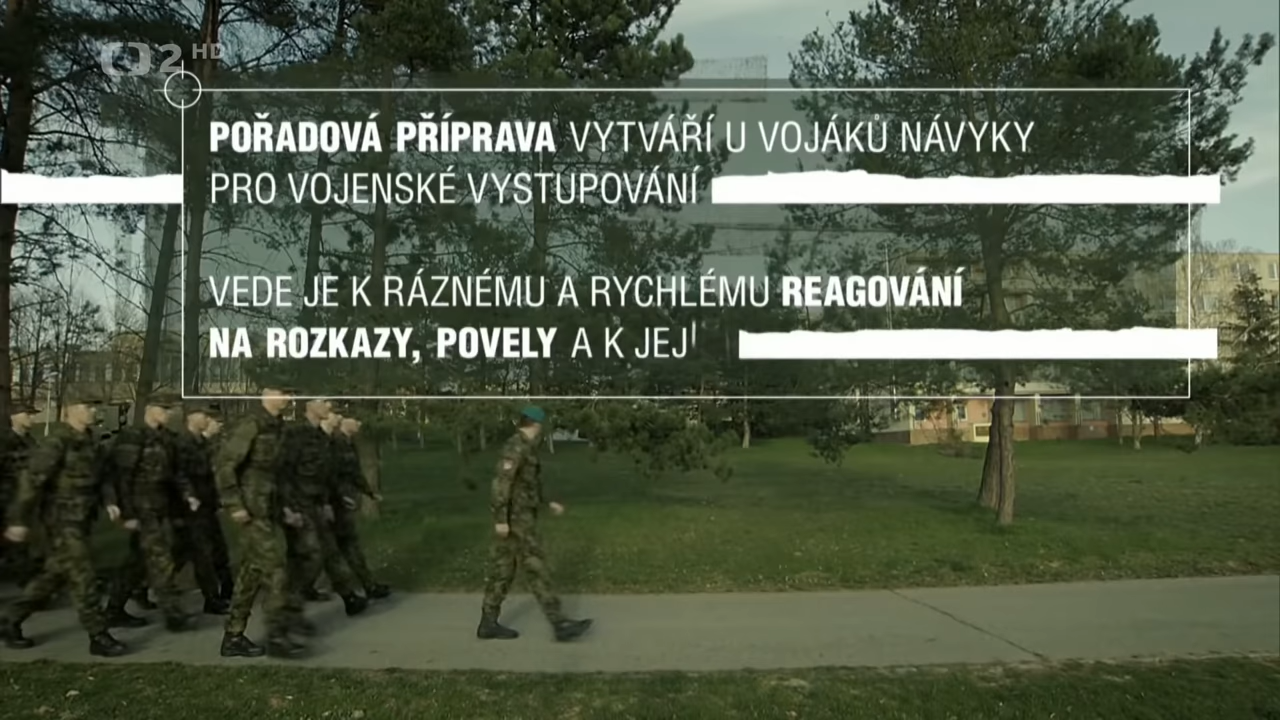 ČT2 HD
POŘADOVÁ PŘÍPRAVA VYTVÁŘÍ U VOJÁKŮ NÁVYKY
PRO VOJENSKÉ VYSTUPOVÁNÍ
VEDE JE K RÁZNÉMU A RYCHLÉMU REAGOVÁNÍ
NA ROZKAZY, POVELY A K JEJ